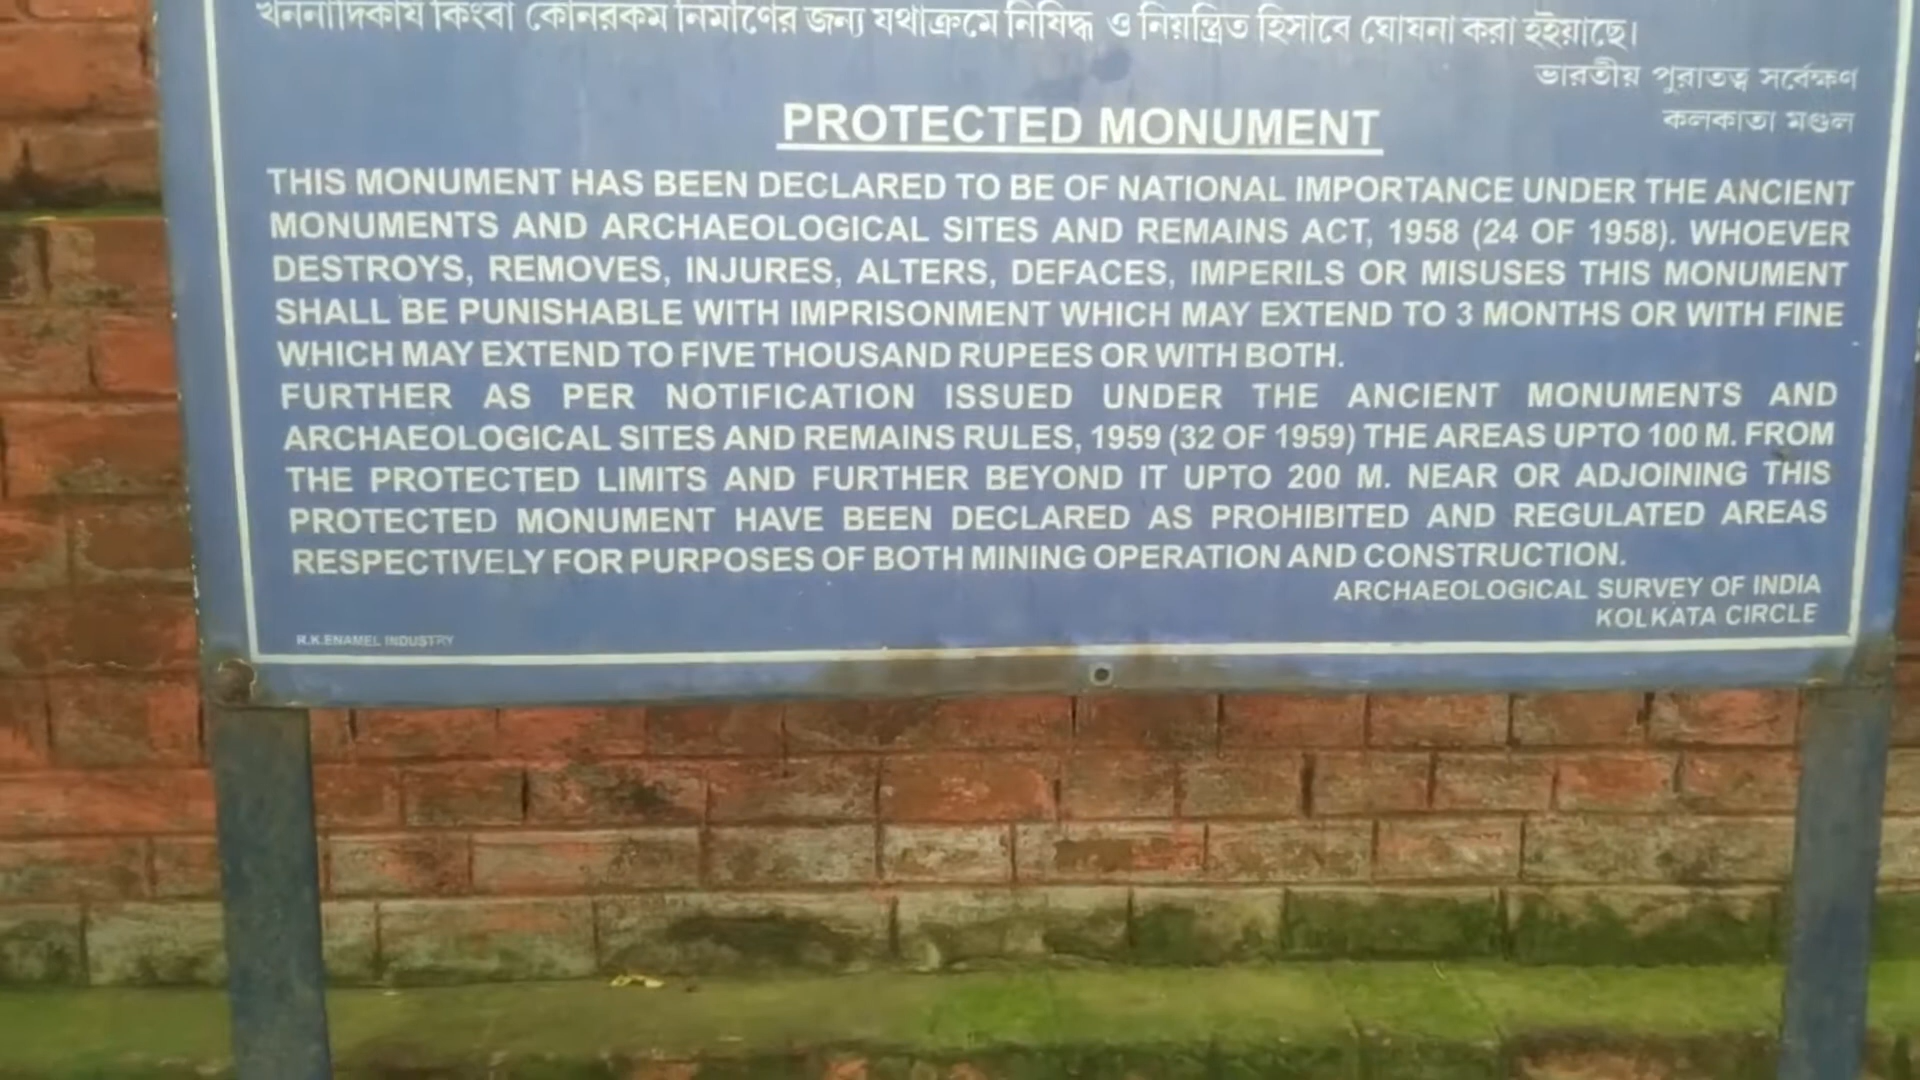 খননাদিকার্য কিংবা কোনরকম নির্মাণের জন্য যথাক্রমে নিষিদ্ধ ও নিয়ন্ত্রিত হিসাবে ঘোষনা করা হইয়াছে।
ভারতীয় পুরাতত্ত্ব সর্বেক্ষণ
কলকাতা মণ্ডল
PROTECTED MONUMENT
THIS MONUMENT HAS BEEN DECLARED TO BE OF NATIONAL IMPORTANCE UNDER THE ANCIENT
MONUMENTS AND ARCHAEOLOGICAL SITES AND REMAINS ACT, 1958 (24 OF 1958). WHOEVER
DESTROYS, REMOVES, INJURES, ALTERS, DEFACES, IMPERILS OR MISUSES THIS MONUMENT
SHALL BE PUNISHABLE WITH IMPRISONMENT WHICH MAY EXTEND TO 3 MONTHS OR WITH FINE
WHICH MAY EXTEND TO FIVE THOUSAND RUPEES OR WITH BOTH.
FURTHER AS PER NOTIFICATION ISSUED UNDER THE ANCIENT MONUMENTS AND
ARCHAEOLOGICAL SITES AND REMAINS RULES, 1959 (32 OF 1959) THE AREAS UPTO 100 M. FROM
THE PROTECTED LIMITS AND FURTHER BEYOND IT UPTO 200 M. NEAR OR ADJOINING THIS
PROTECTED MONUMENT HAVE BEEN DECLARED AS PROHIBITED AND REGULATED AREAS
RESPECTIVELY FOR PURPOSES OF BOTH MINING OPERATION AND CONSTRUCTION.
ARCHAEOLOGICAL SURVEY OF INDIA
KOLKATA CIRCLE
R.K.ENAMEL INDUSTRY